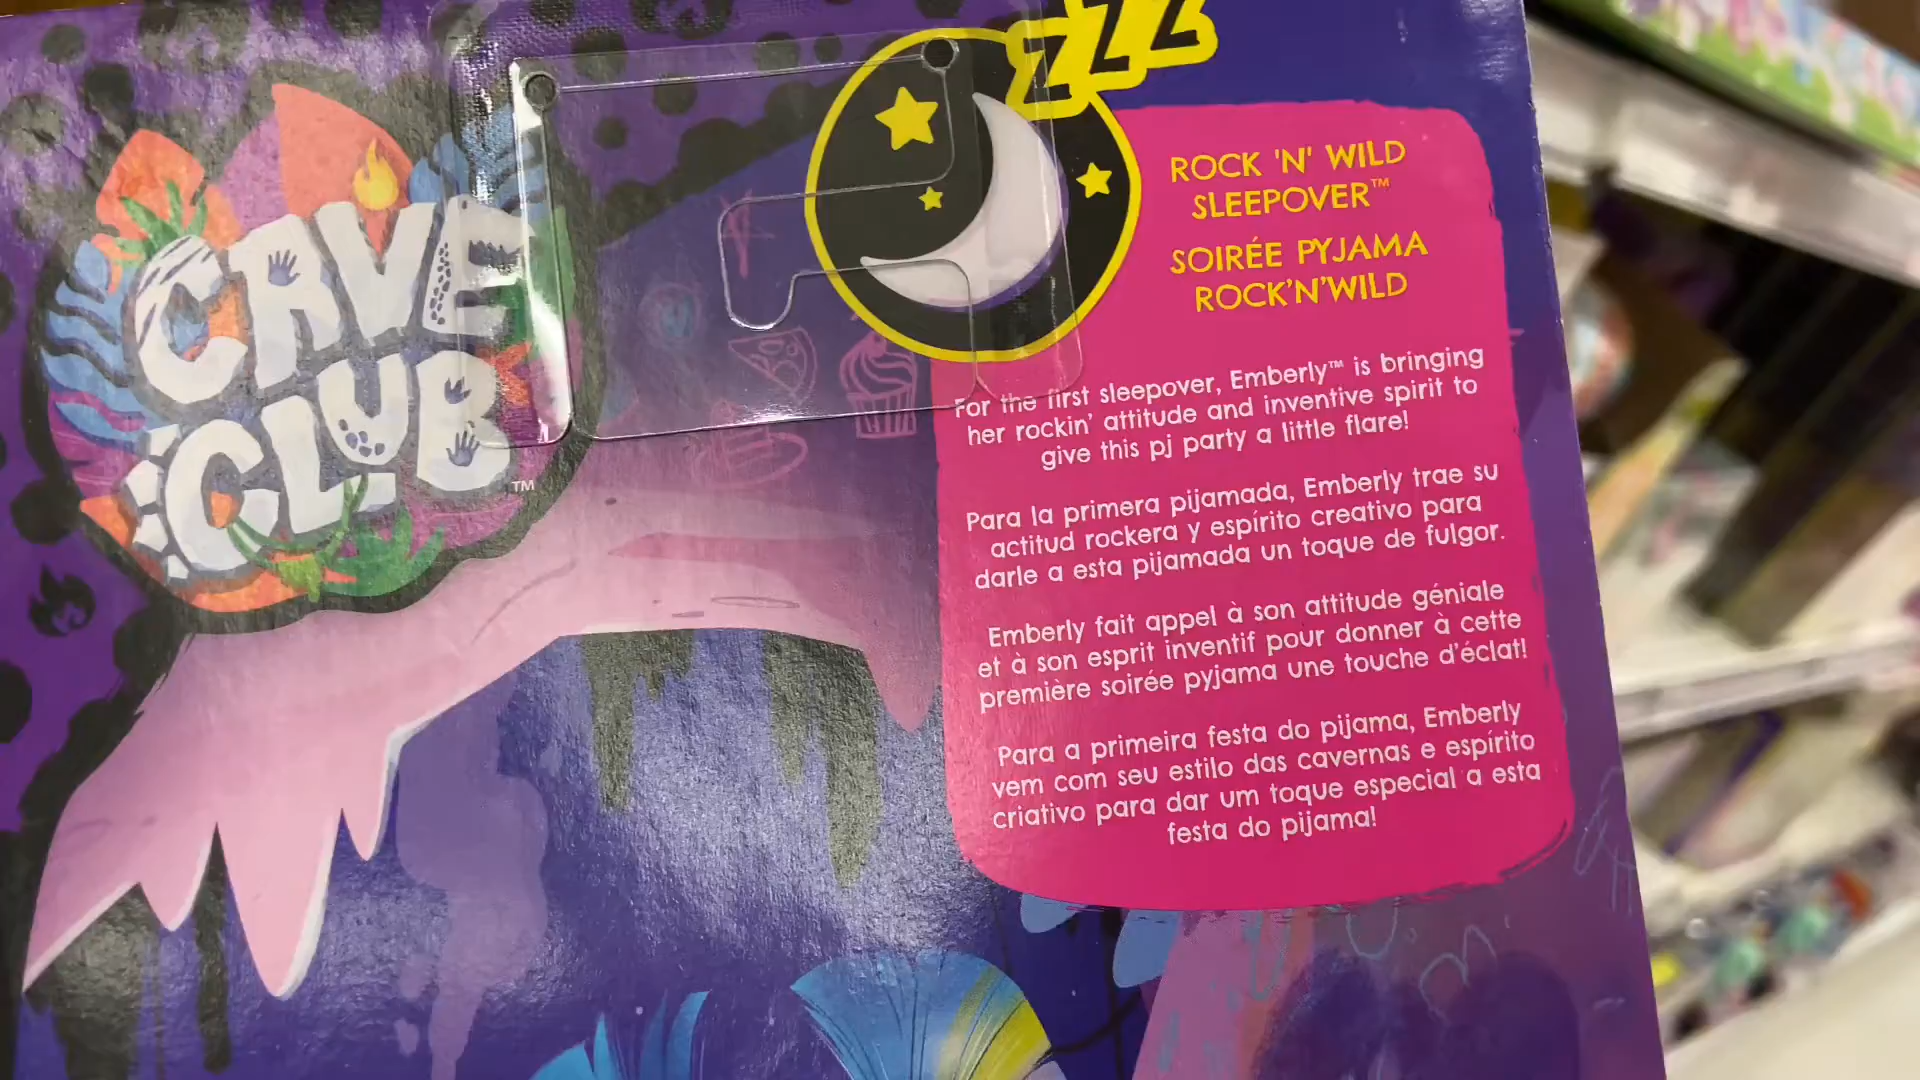 ZZZ
CAVE
CLUB™
ROCK 'N' WILD
SLEEPOVER™
SOIRÉE PYJAMA
ROCK'N'WILD
For the first sleepover, Emberly™ is bringing
her rockin' attitude and inventive spirit to
give this pj party a little flare!
Para la primera pijamada, Emberly trae su
actitud rockera y espírito creativo para
darle a esta pijamada un toque de fulgor.
Emberly fait appel à son attitude géniale
et à son esprit inventif pour donner à cette
première soirée pyjama une touche d'éclat!
Para a primeira festa do pijama, Emberly
vem com seu estilo das cavernas e espírito
criativo para dar um toque especial a esta
festa do pijama!